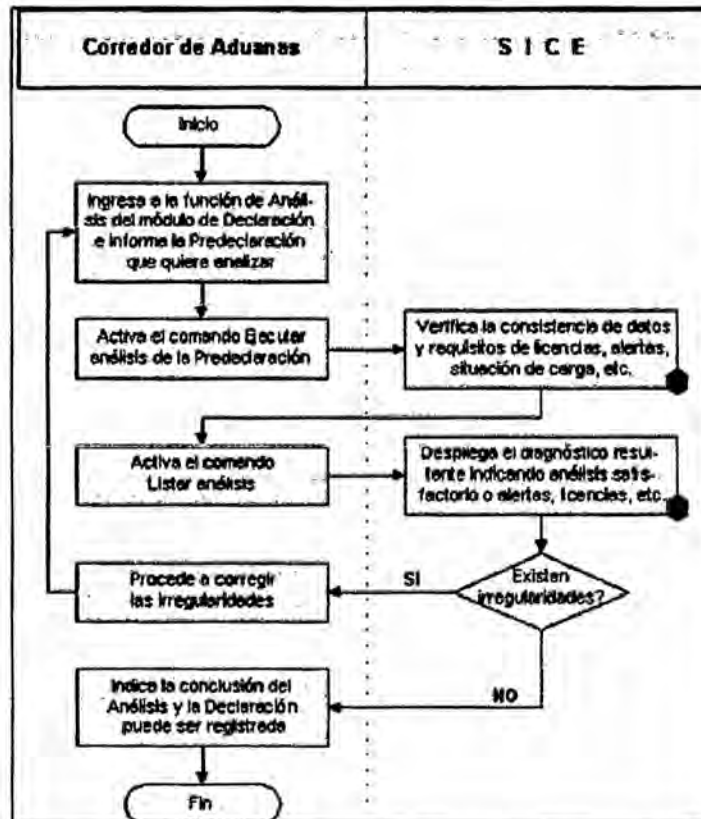 Corredor de Aduanas
S I C E
Inicio
Ingresa a la función de Análi-
sis del módulo de Declaración
e informa la Predeclaración
que quiere analizar
Activa el comando Ejecutar
análisis de la Predeclaración
Verifica la consistencia de datos
y requisitos de licencias, alertas,
situación de carga, etc.
Activa el comando
Listar análisis
Despliega el diagnóstico resul-
tante indicando análisis satis-
factorio o alertas, licencias, etc.
Procede a corregir
las irregularidades
SI
Existen
irregularidades?
Indica la conclusión del
Análisis y la Declaración
puede ser registrada
NO
Fin